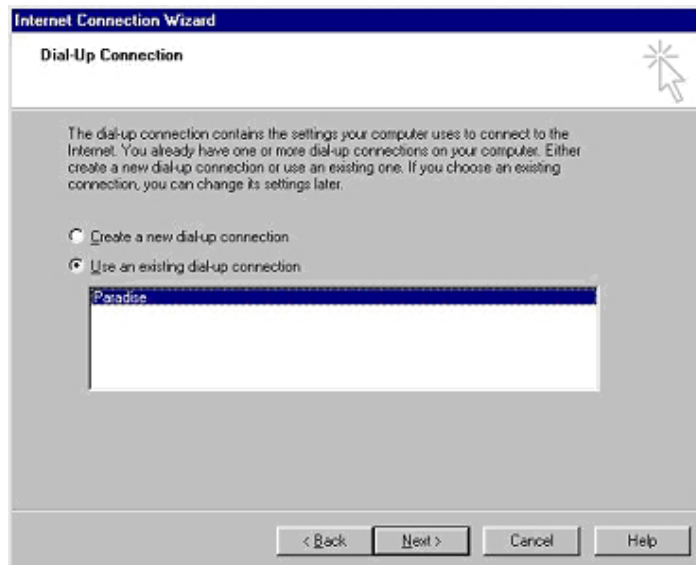 Internet Connection Wizard
Dial-Up Connection
The dial-up connection contains the settings your computer uses to connect to the
Internet. You already have one or more dial-up connections on your computer. Either
create a new dial-up connection or use an existing one. If you choose an existing
connection, you can change its settings later.
Create a new dial-up connection
Use an existing dial-up connection
Paradise
< Back Next > Cancel Help